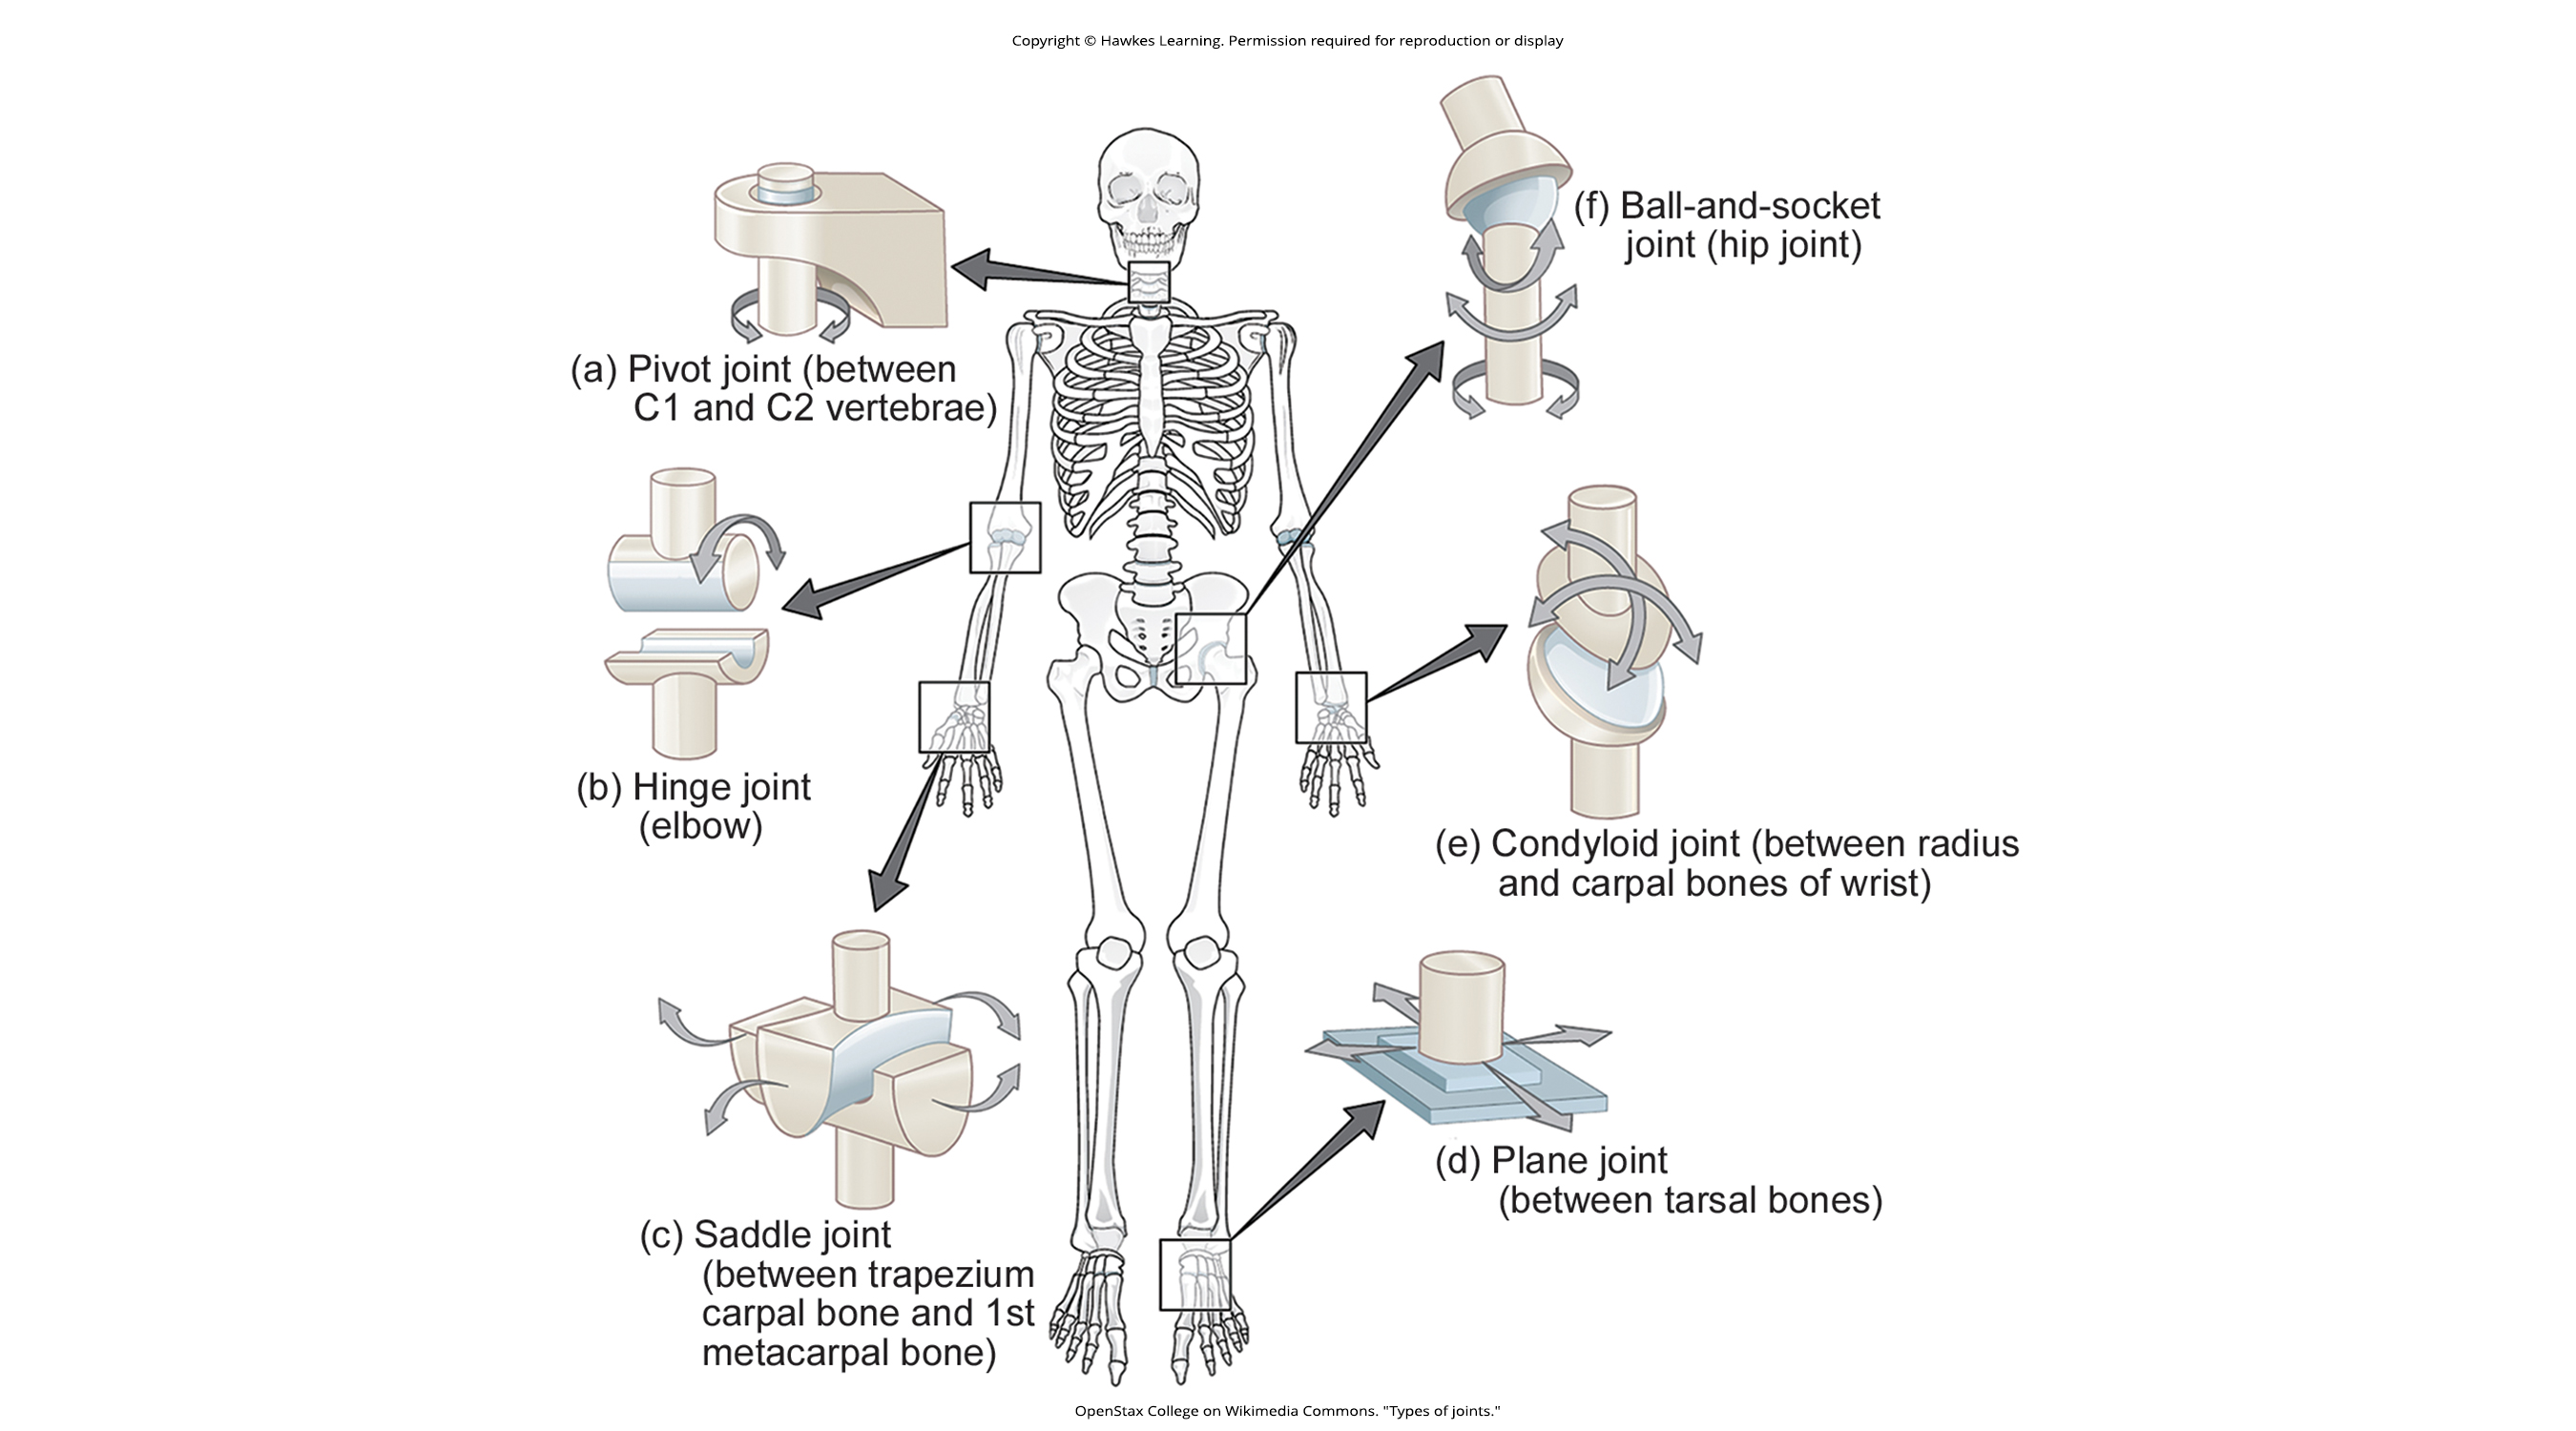 Copyright © Hawkes Learning. Permission required for reproduction or display
(a) Pivot joint (between
C1 and C2 vertebrae)
(b) Hinge joint
(elbow)
(c) Saddle joint
(between trapezium
carpal bone and 1st
metacarpal bone)
(f) Ball-and-socket
joint (hip joint)
(e) Condyloid joint (between radius
and carpal bones of wrist)
(d) Plane joint
(between tarsal bones)
OpenStax College on Wikimedia Commons. "Types of joints."